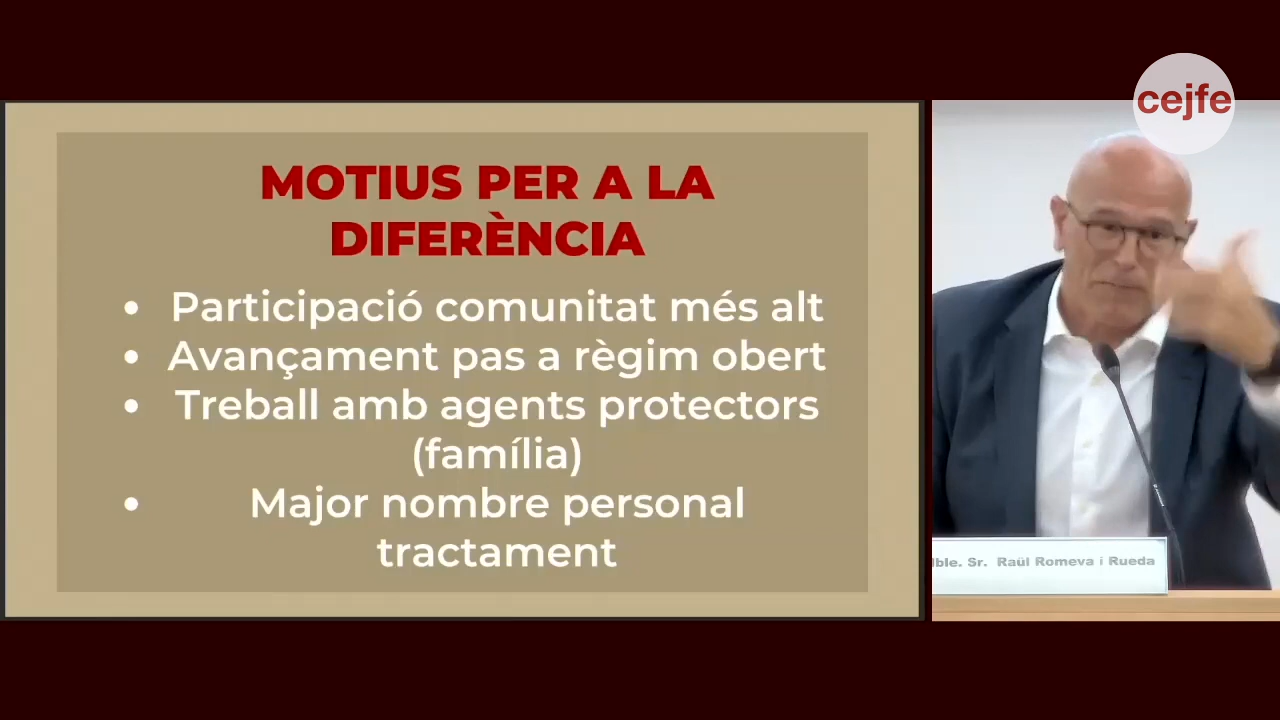 cejfe
MOTIUS PER A LA
DIFERÈNCIA
• Participació comunitat més alt
• Avançament pas a règim obert
• Treball amb agents protectors
(família)
• Major nombre personal
tractament
lble. Sr. Raül Romeva i Rueda